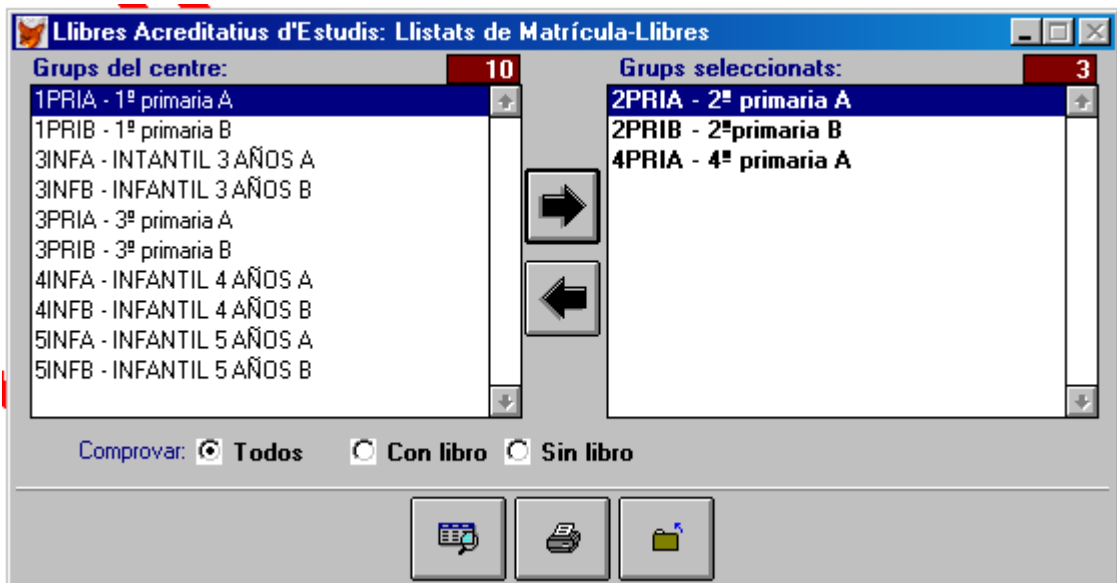 Llibres Acreditatius d'Estudis: Llistats de Matrícula-Llibres
Grups del centre:
10
1PRIA - 1º primaria A
1PRIB - 1º primaria B
3INFA - INTANTIL 3 AÑOS A
3INFB - INFANTIL 3 AÑOS B
3PRIA - 3º primaria A
3PRIB - 3º primaria B
4INFA - INFANTIL 4 AÑOS A
4INFB - INFANTIL 4 AÑOS B
5INFA - INFANTIL 5 AÑOS A
5INFB - INFANTIL 5 AÑOS B
Grups seleccionats:
3
2PRIA - 2º primaria A
2PRIB - 2ºprimaria B
4PRIA - 4º primaria A
Comprovar: Todos Con libro Sin libro